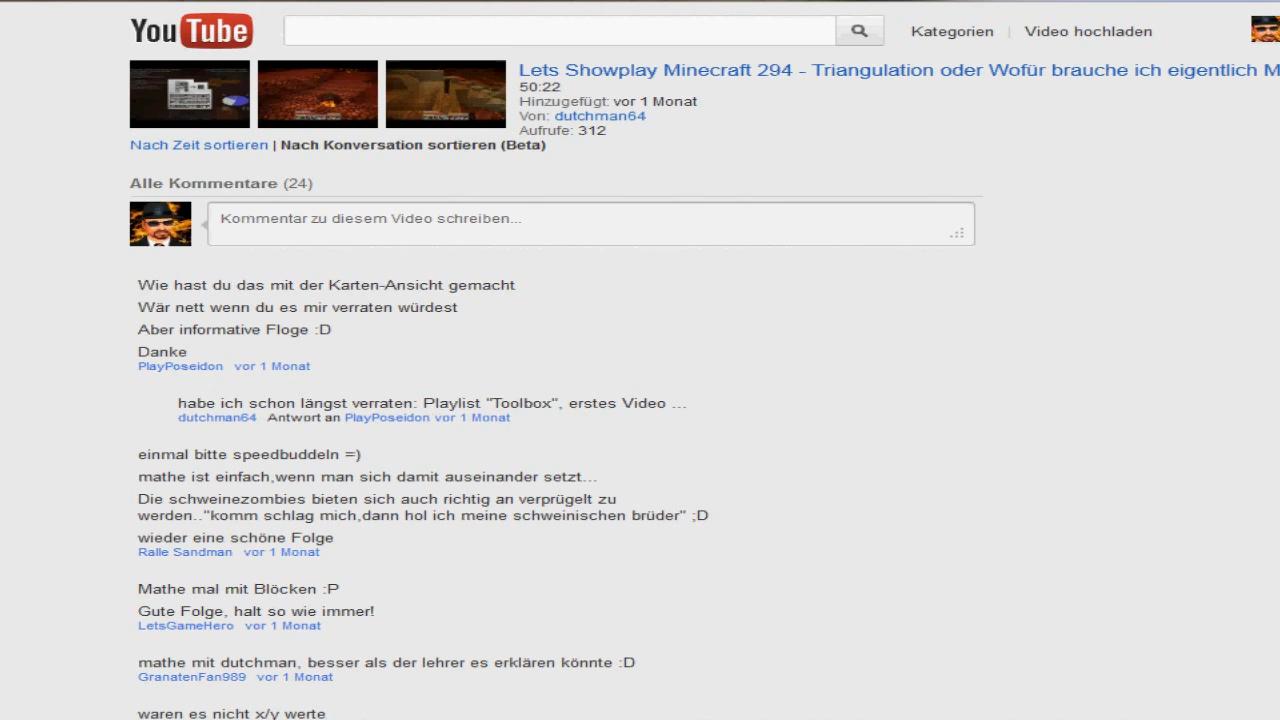 YouTube
Kategorien | Video hochladen
Lets Showplay Minecraft 294 - Triangulation oder Wofür brauche ich eigentlich M
50:22
Hinzugefügt: vor 1 Monat
Von: dutchman64
Aufrufe: 312
Nach Zeit sortieren | Nach Konversation sortieren (Beta)
Alle Kommentare (24)
Kommentar zu diesem Video schreiben...
Wie hast du das mit der Karten-Ansicht gemacht
Wär nett wenn du es mir verraten würdest
Aber informative Floge :D
Danke
PlayPoseidon vor 1 Monat
habe ich schon längst verraten: Playlist "Toolbox", erstes Video ...
dutchman64 Antwort an PlayPoseidon vor 1 Monat
einmal bitte speedbuddeln =)
mathe ist einfach,wenn man sich damit auseinander setzt...
Die schweinezombies bieten sich auch richtig an verprügelt zu
werden.."komm schlag mich,dann hol ich meine schweinischen brüder" ;D
wieder eine schöne Folge
Ralle Sandman vor 1 Monat
Mathe mal mit Blöcken :P
Gute Folge, halt so wie immer!
LetsGameHero vor 1 Monat
mathe mit dutchman, besser als der lehrer es erklären könnte :D
GranatenFan989 vor 1 Monat
waren es nicht x/y werte